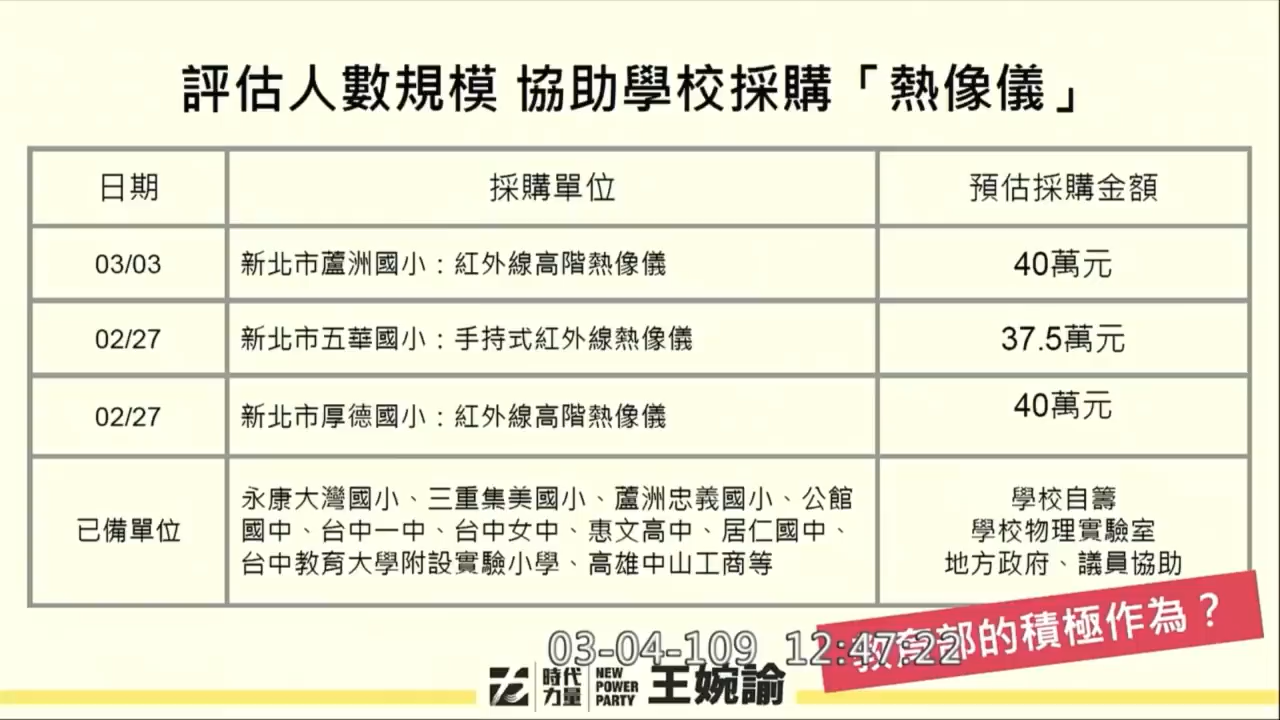 評估人數規模 協助學校採購「熱像儀」
日期 採購單位 預估採購金額
03/03 新北市蘆洲國小：紅外線高階熱像儀 40萬元
02/27 新北市五華國小：手持式紅外線熱像儀 37.5萬元
02/27 新北市厚德國小：紅外線高階熱像儀 40萬元
已備單位
永康大灣國小、三重集美國小、蘆洲忠義國小、公館
國中、台中一中、台中女中、惠文高中、居仁國中、
台中教育大學附設實驗小學、高雄中山工商等
學校自籌
學校物理實驗室
地方政府、議員協助
教育部的積極作為？
03-04-109 12:47:22
時代
力量
NEW
POWER
PARTY
王婉諭